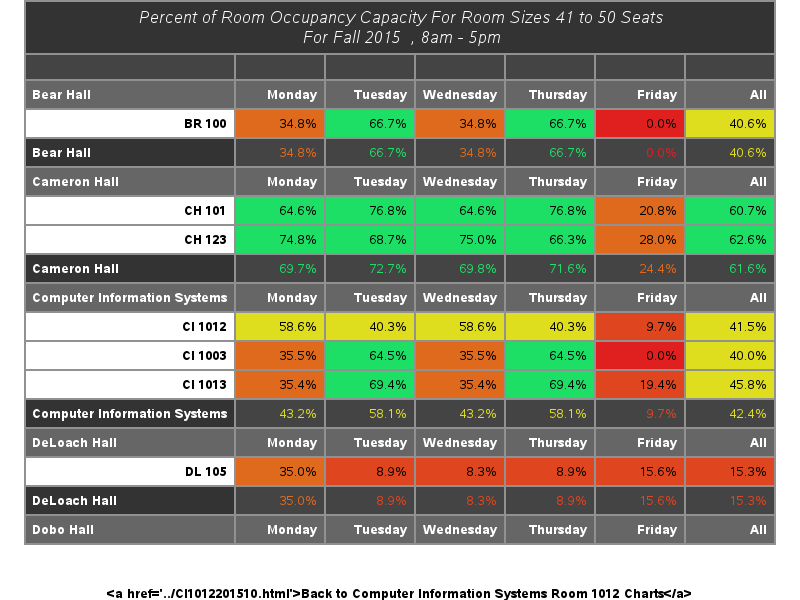 Percent of Room Occupancy Capacity For Room Sizes 41 to 50 Seats
For Fall 2015 , 8am - 5pm
Bear Hall Monday Tuesday Wednesday Thursday Friday All
BR 100 34.8% 66.7% 34.8% 66.7% 0.0% 40.6%
Bear Hall 34.8% 66.7% 34.8% 66.7% 0.0% 40.6%
Cameron Hall Monday Tuesday Wednesday Thursday Friday All
CH 101 64.6% 76.8% 64.6% 76.8% 20.8% 60.7%
CH 123 74.8% 68.7% 75.0% 66.3% 28.0% 62.6%
Cameron Hall 69.7% 72.7% 69.8% 71.6% 24.4% 61.6%
Computer Information Systems Monday Tuesday Wednesday Thursday Friday All
CI 1012 58.6% 40.3% 58.6% 40.3% 9.7% 41.5%
CI 1003 35.5% 64.5% 35.5% 64.5% 0.0% 40.0%
CI 1013 35.4% 69.4% 35.4% 69.4% 19.4% 45.8%
Computer Information Systems 43.2% 58.1% 43.2% 58.1% 9.7% 42.4%
DeLoach Hall Monday Tuesday Wednesday Thursday Friday All
DL 105 35.0% 8.9% 8.3% 8.9% 15.6% 15.3%
DeLoach Hall 35.0% 8.9% 8.3% 8.9% 15.6% 15.3%
Dobo Hall Monday Tuesday Wednesday Thursday Friday All
&lt;a href='../CI1012201510.html'&gt;Back to Computer Information Systems Room 1012 Charts&lt;/a&gt;